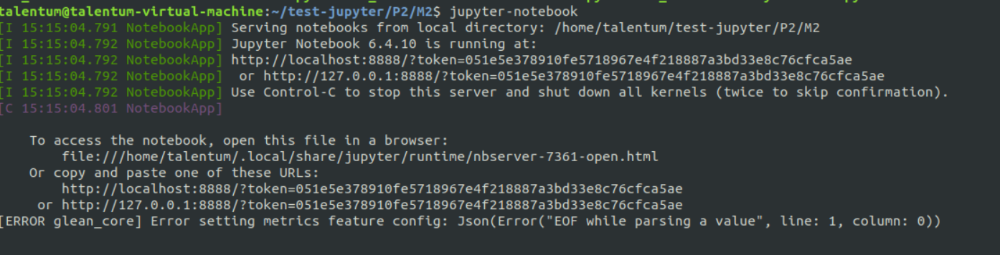 talentum@talentum-virtual-machine:~/test-jupyter/P2/M2$ jupyter-notebook
[I 15:15:04.791 NotebookApp] Serving notebooks from local directory: /home/talentum/test-jupyter/P2/M2
[I 15:15:04.792 NotebookApp] Jupyter Notebook 6.4.10 is running at:
[I 15:15:04.792 NotebookApp] http://localhost:8888/?token=051e5e378910fe5718967e4f218887a3bd33e8c76cfca5ae
[I 15:15:04.792 NotebookApp]  or http://127.0.0.1:8888/?token=051e5e378910fe5718967e4f218887a3bd33e8c76cfca5ae
[I 15:15:04.792 NotebookApp] Use Control-C to stop this server and shut down all kernels (twice to skip confirmation).
[C 15:15:04.801 NotebookApp]
To access the notebook, open this file in a browser:
file:///home/talentum/.local/share/jupyter/runtime/nbserver-7361-open.html
Or copy and paste one of these URLs:
http://localhost:8888/?token=051e5e378910fe5718967e4f218887a3bd33e8c76cfca5ae
or http://127.0.0.1:8888/?token=051e5e378910fe5718967e4f218887a3bd33e8c76cfca5ae
[ERROR glean_core] Error setting metrics feature config: Json(Error("EOF while parsing a value", line: 1, column: 0))